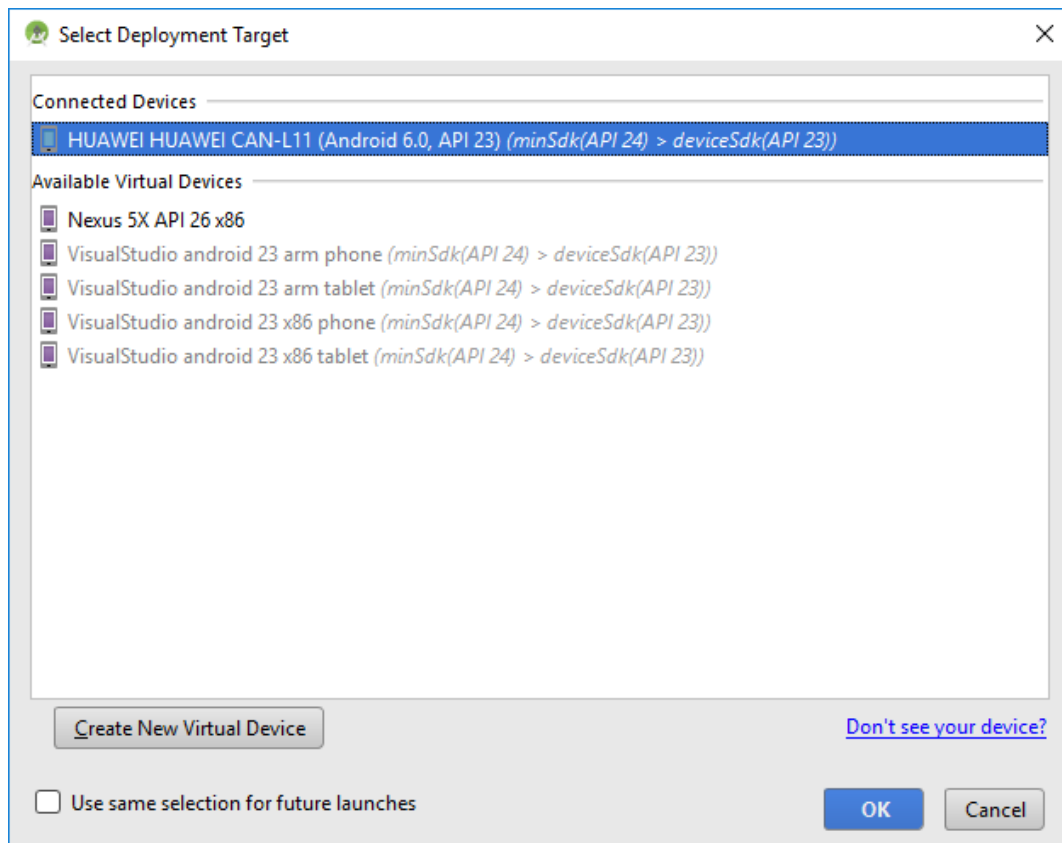 Select Deployment Target
Connected Devices
HUAWEI HUAWEI CAN-L11 (Android 6.0, API 23) (minSdk(API 24) > deviceSdk(API 23))
Available Virtual Devices
Nexus 5X API 26 x86
VisualStudio android 23 arm phone (minSdk(API 24) > deviceSdk(API 23))
VisualStudio android 23 arm tablet (minSdk(API 24) > deviceSdk(API 23))
VisualStudio android 23 x86 phone (minSdk(API 24) > deviceSdk(API 23))
VisualStudio android 23 x86 tablet (minSdk(API 24) > deviceSdk(API 23))
Create New Virtual Device
Don't see your device?
Use same selection for future launches
OK
Cancel